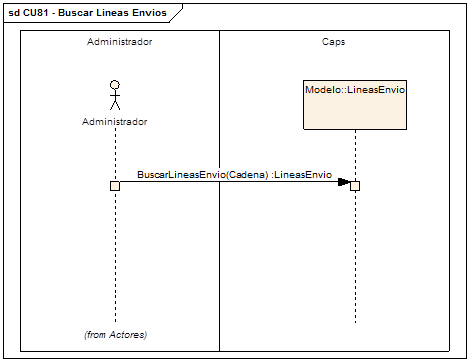 sd CU81 - Buscar Lineas Envios
Administrador
Caps
Modelo::LineasEnvio
Administrador
BuscarLineasEnvio(Cadena) :LineasEnvio
(from Actores)